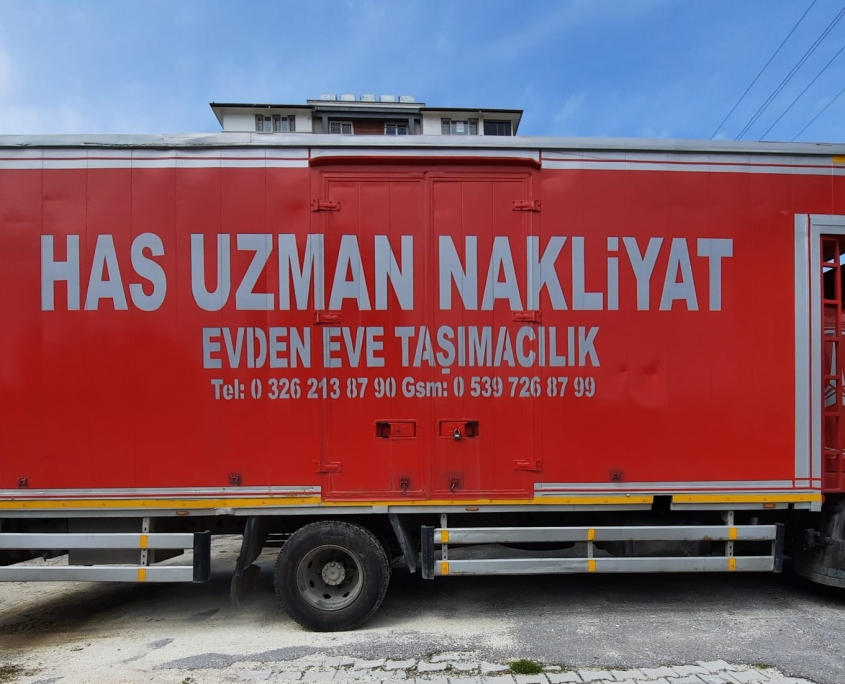 HAS UZMAN NAKLiYAT
EVDEN EVE TAŞIMACILIK
Tel: 0 326 213 87 90 Gsm: 0 539 726 87 99